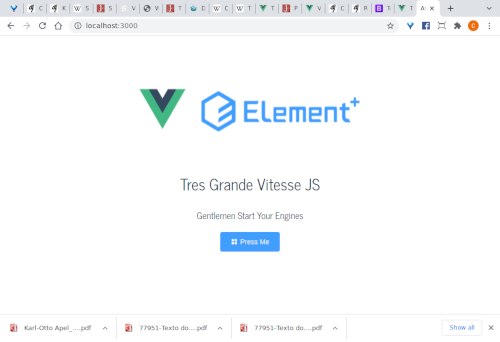 localhost:3000
Element+
Tres Grande Vitesse JS
Gentlemen Start Your Engines
Press Me
Karl-Otto Apel_....pdf
77951-Texto do....pdf
77951-Texto do....pdf
Show all